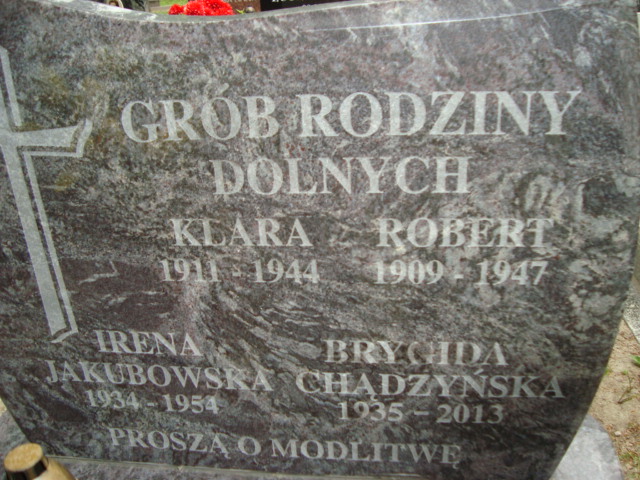 GRÓB RODZINY
DOLNYCH
KLARA ROBERT
1911 - 1944 1909 - 1947
IRENA BRYGIDA
JAKUBOWSKA CHĄDZYŃSKA
1934 - 1954 1935 - 2013
PROSZĄ O MODLITWĘ